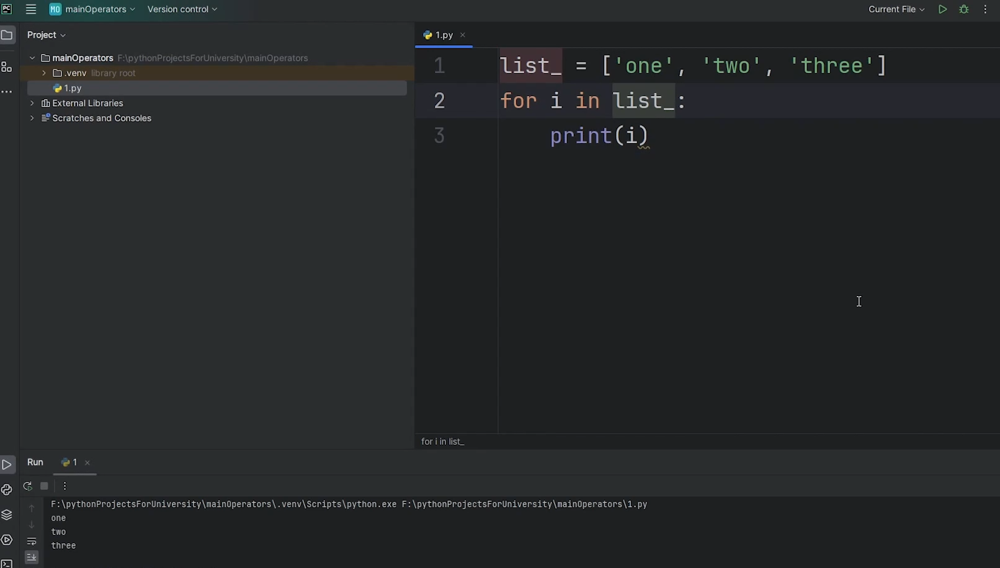 PC MO mainOperators Version control Current File
Project
mainOperators F:\pythonProjectsForUniversity\mainOperators
.venv library root
1.py
External Libraries
Scratches and Consoles
1.py
1 list_ = ['one', 'two', 'three']
2 for i in list_:
3 print(i)
for i in list_
Run 1
F:\pythonProjectsForUniversity\mainOperators\.venv\Scripts\python.exe F:\pythonProjectsForUniversity\mainOperators\1.py
one
two
three